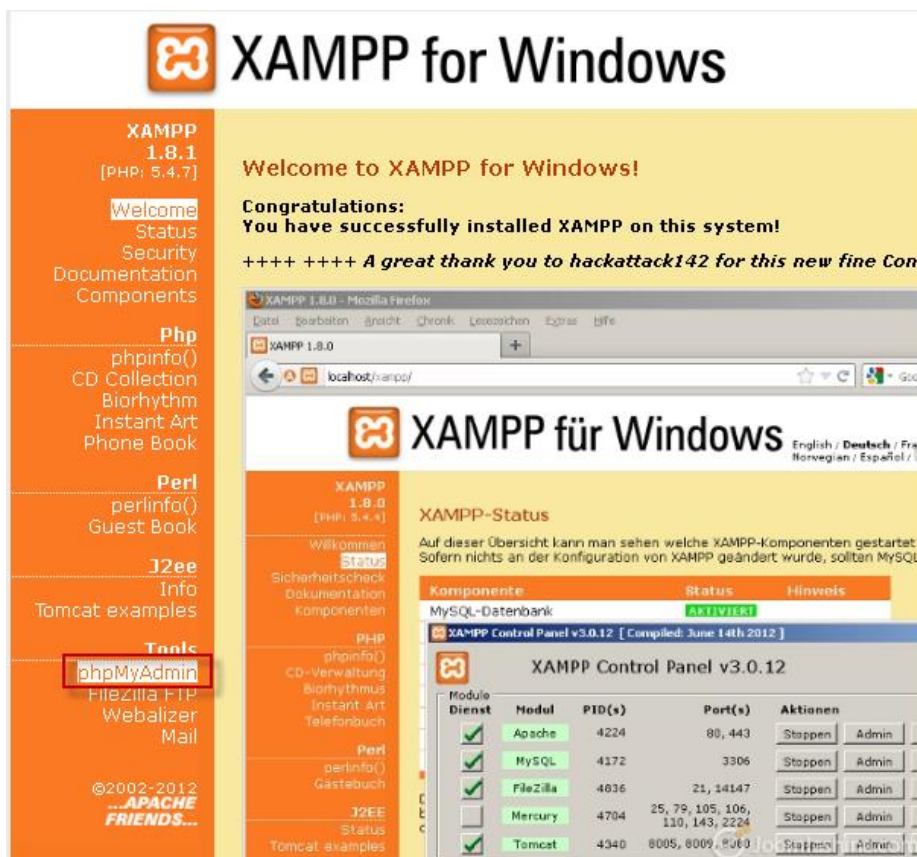 XAMPP for Windows
XAMPP
1.8.1
[PHP: 5.4.7]
Welcome
Status
Security
Documentation
Components
Php
phpinfo()
CD Collection
Biorhythm
Instant Art
Phone Book
Perl
perlinfo()
Guest Book
J2ee
Info
Tomcat examples
Tools
phpMyAdmin
FileZilla FTP
Webalizer
Mail
©2002-2012
...APACHE
FRIENDS...
Welcome to XAMPP for Windows!
Congratulations:
You have successfully installed XAMPP on this system!
++++ ++++ A great thank you to hackattack142 for this new fine Con
XAMPP 1.8.0 - Mozilla Firefox
Datei Bearbeiten Ansicht Chronik Lesezeichen Extras Hilfe
XAMPP 1.8.0
localhost/xampp/
XAMPP für Windows
English / Deutsch / Fra
Norwegian / Español /
XAMPP
1.8.0
[PHP: 5.4.4]
Willkommen
Status
Sicherheitscheck
Dokumentation
Komponenten
PHP
phpinfo()
CD-Verwaltung
Biorhythmus
Instant Art
Telefonbuch
Perl
perlinfo()
Gästebuch
J2EE
Status
Tomcat examples
XAMPP-Status
Auf dieser Übersicht kann man sehen welche XAMPP-Komponenten gestartet
Sofern nichts an der Konfiguration von XAMPP geändert wurde, sollten MySQL
Komponente Status Hinweis
MySQL-Datenbank AKTIVIERT
XAMPP Control Panel v3.0.12 [ Compiled: June 14th 2012 ]
XAMPP Control Panel v3.0.12
Module
Dienst Modul PID(s) Port(s) Aktionen
Apache 4224 80, 443 Stoppen Admin
MySQL 4172 3306 Stoppen Admin
FileZilla 4836 21, 14147 Stoppen Admin
Mercury 4704 25, 79, 105, 106, 110, 143, 2224 Stoppen Admin
Tomcat 4340 8005, 8009, 8080 Stoppen Admin